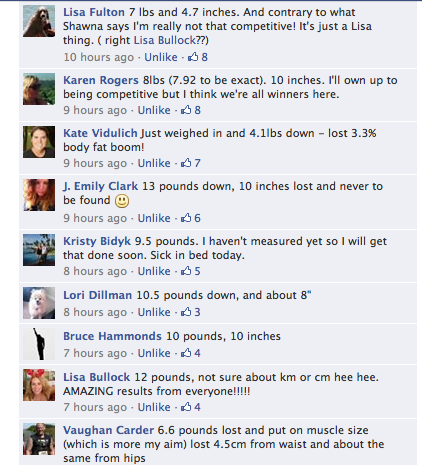 Lisa Fulton 7 lbs and 4.7 inches. And contrary to what
Shawna says I'm really not that competitive! It's just a Lisa
thing. ( right Lisa Bullock??)
10 hours ago · Unlike · 8
Karen Rogers 8lbs (7.92 to be exact). 10 inches. I'll own up to
being competitive but I think we're all winners here.
9 hours ago · Unlike · 8
Kate Vidulich Just weighed in and 4.1lbs down - lost 3.3%
body fat boom!
9 hours ago · Unlike · 7
J. Emily Clark 13 pounds down, 10 inches lost and never to
be found
9 hours ago · Unlike · 6
Kristy Bidyk 9.5 pounds. I haven't measured yet so I will get
that done soon. Sick in bed today.
8 hours ago · Unlike · 5
Lori Dillman 10.5 pounds down, and about 8"
8 hours ago · Unlike · 3
Bruce Hammonds 10 pounds, 10 inches
7 hours ago · Unlike · 4
Lisa Bullock 12 pounds, not sure about km or cm hee hee.
AMAZING results from everyone!!!!!
7 hours ago · Unlike · 4
Vaughan Carder 6.6 pounds lost and put on muscle size
(which is more my aim) lost 4.5cm from waist and about the
same from hips